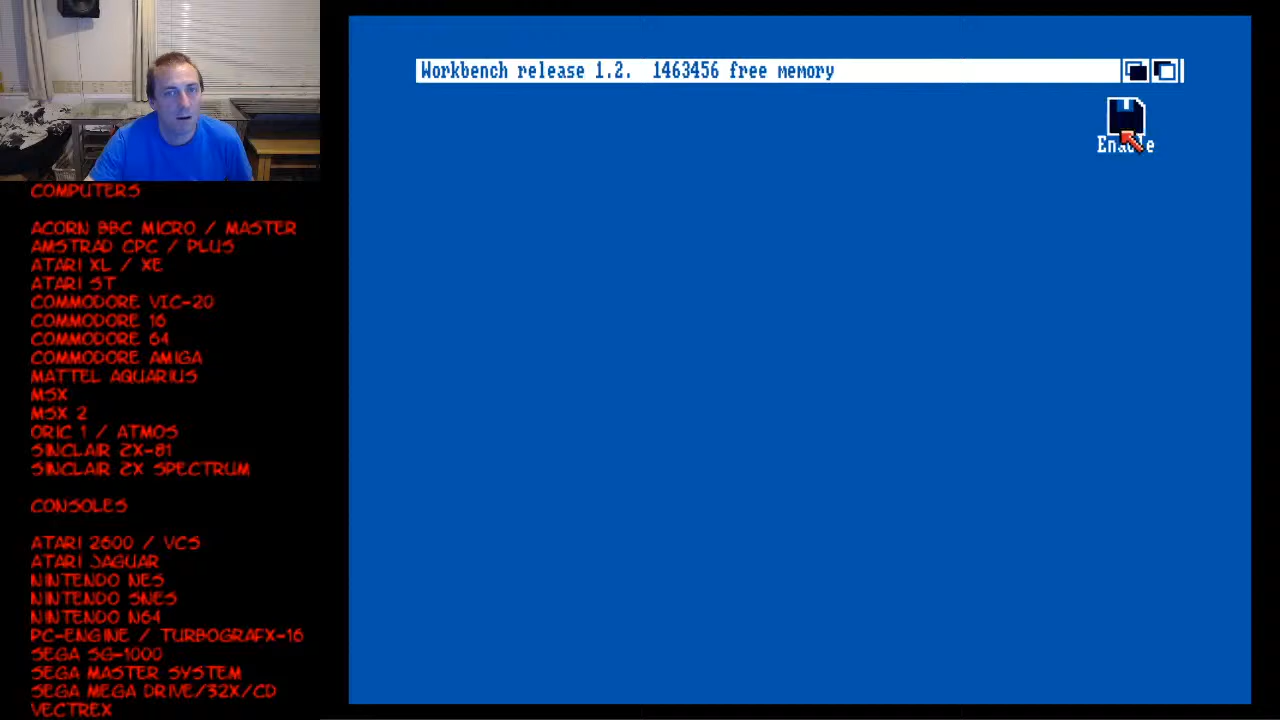 Workbench release 1.2. 1463456 free memory
Enable
COMPUTERS
ACORN BBC MICRO / MASTER
AMSTRAD CPC / PLUS
ATARI XL / XE
ATARI ST
COMMODORE VIC-20
COMMODORE 16
COMMODORE 64
COMMODORE AMIGA
MATTEL AQUARIUS
MSX
MSX 2
ORIC 1 / ATMOS
SINCLAIR ZX-81
SINCLAIR ZX SPECTRUM
CONSOLES
ATARI 2600 / VCS
ATARI JAGUAR
NINTENDO NES
NINTENDO SNES
NINTENDO N64
PC-ENGINE / TURBOGRAFX-16
SEGA SG-1000
SEGA MASTER SYSTEM
SEGA MEGA DRIVE/32X/CD
VECTREX